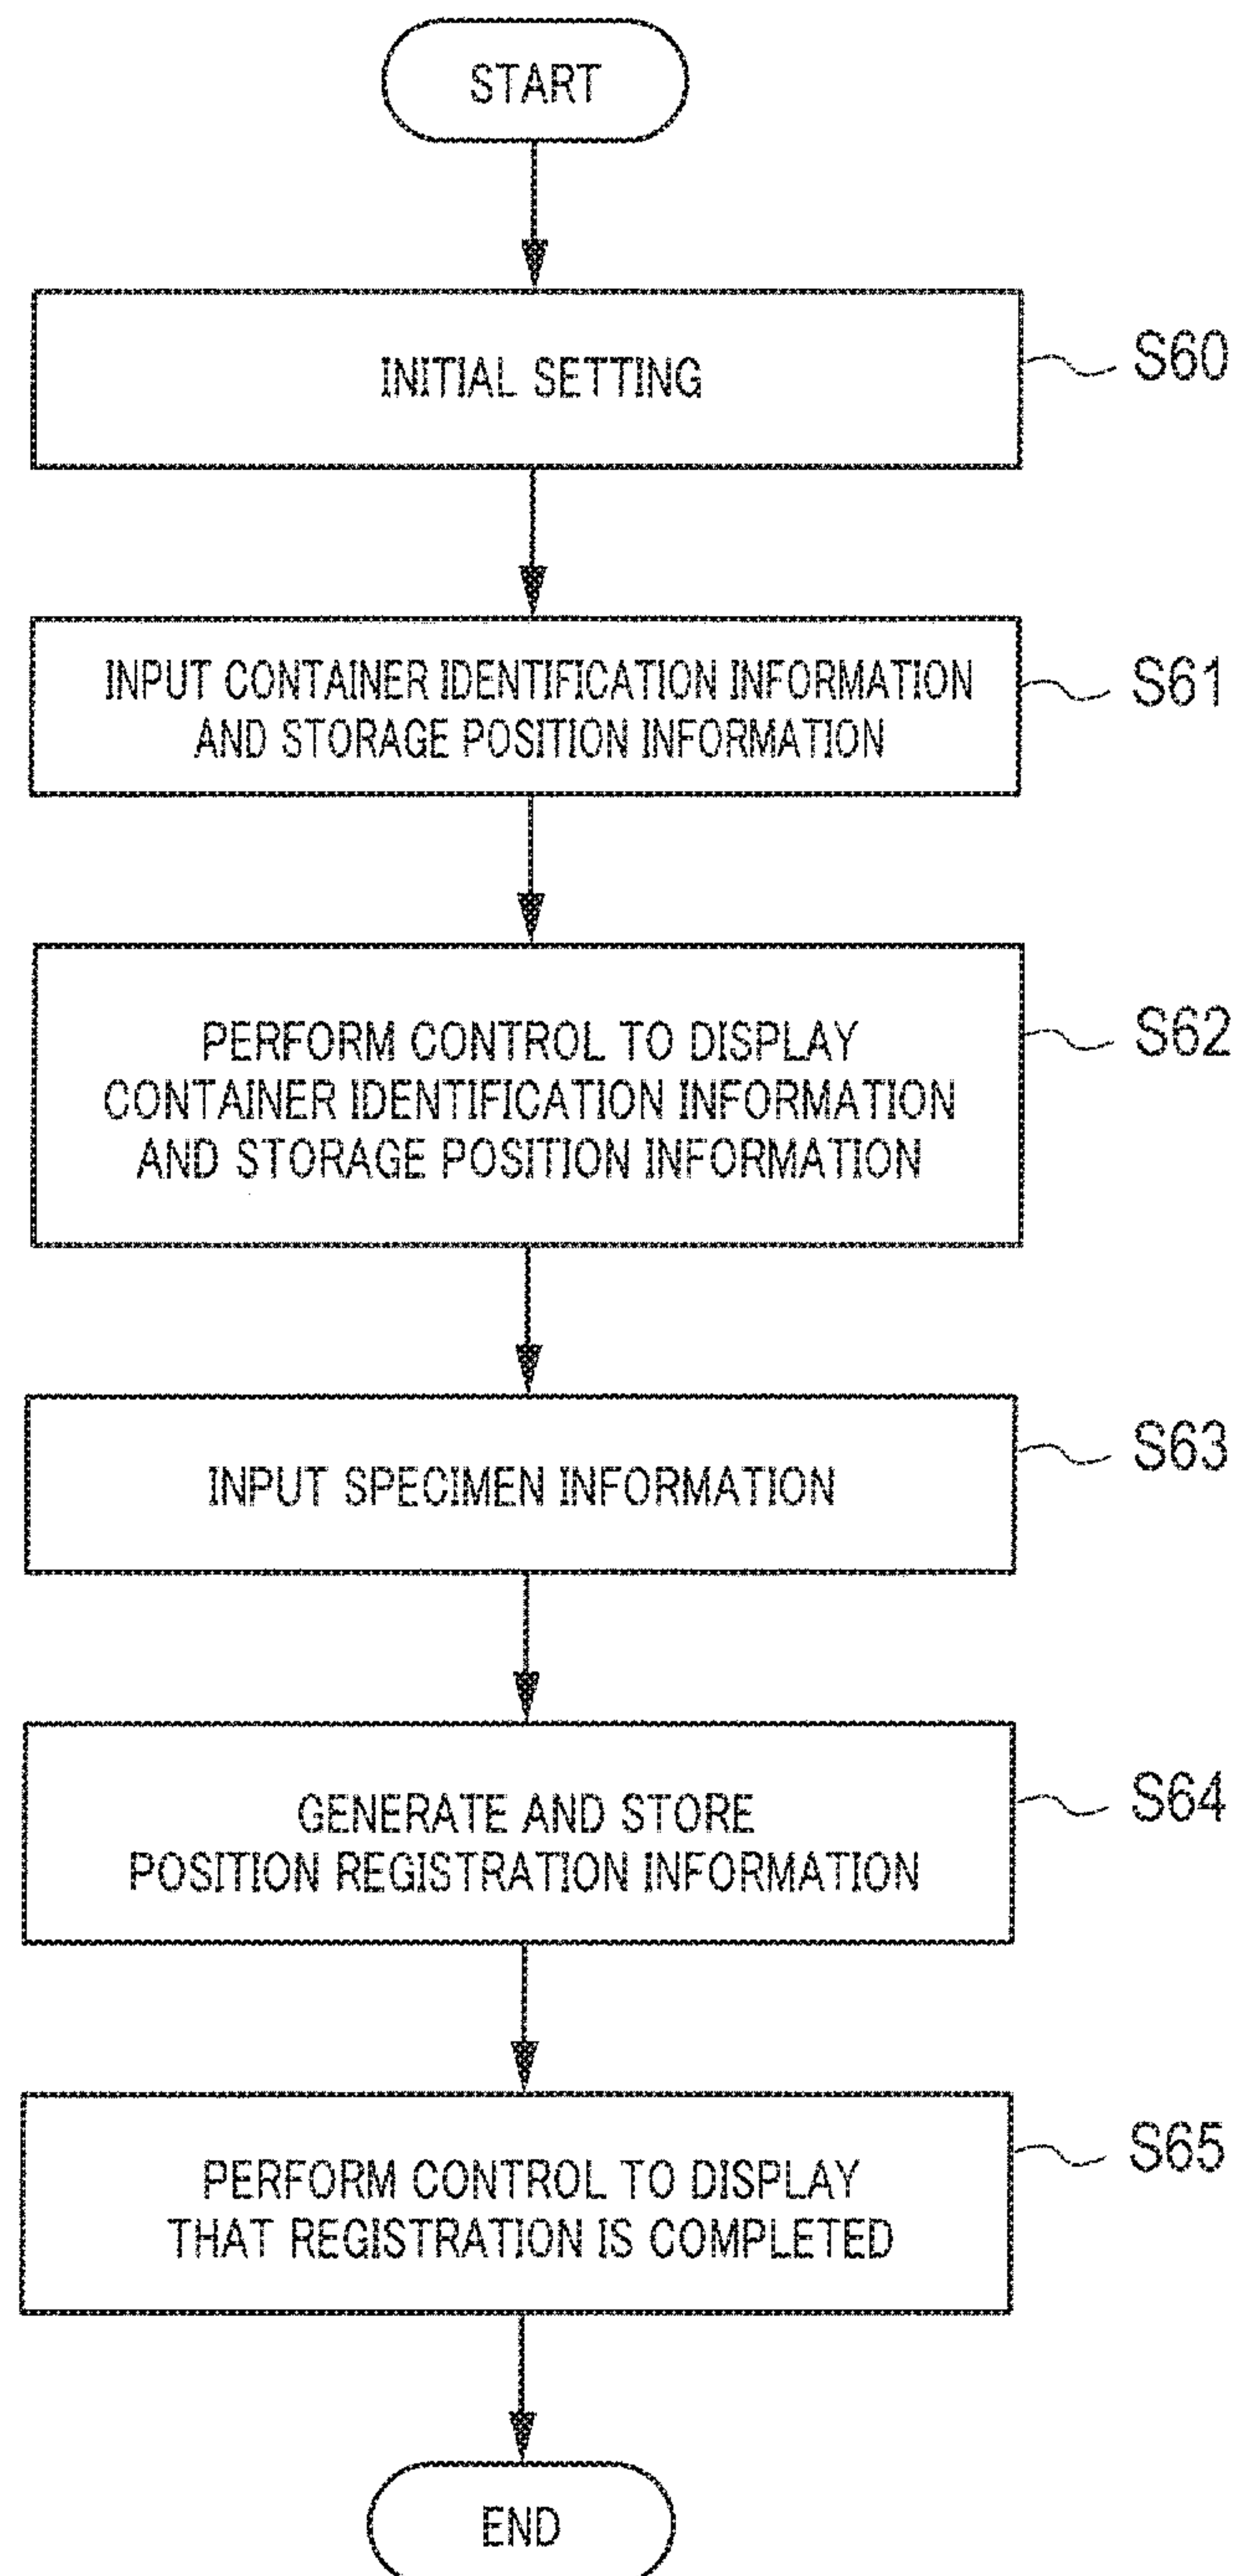 START
INITIAL SETTING
S60
INPUT CONTAINER IDENTIFICATION INFORMATION
AND STORAGE POSITION INFORMATION
S61
PERFORM CONTROL TO DISPLAY
CONTAINER IDENTIFICATION INFORMATION
AND STORAGE POSITION INFORMATION
S62
INPUT SPECIMEN INFORMATION
S63
GENERATE AND STORE
POSITION REGISTRATION INFORMATION
S64
PERFORM CONTROL TO DISPLAY
THAT REGISTRATION IS COMPLETED
S65
END